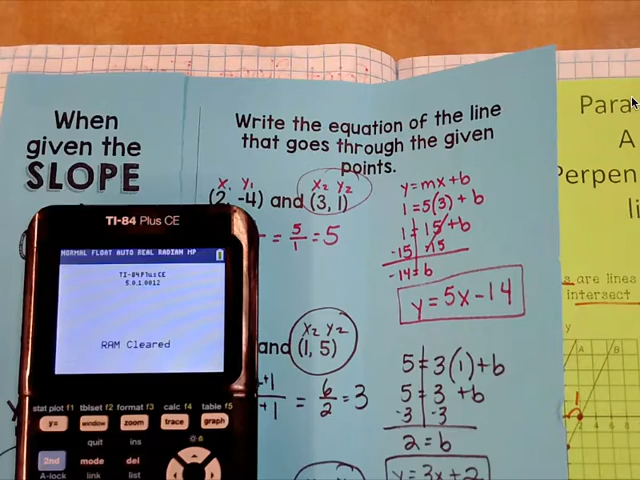 When
given the
SLOPE
Write the equation of the line
that goes through the given
points.
x, y₁
x₂ y₂
(2, -4) and (3, 1)
= 5/1 = 5
y=mx+b
1=5(3)+b
1=15+b
-15 -15
-14=b
y=5x-14
x₂ y₂
and (1, 5)
+1
+1
= 6/2 = 3
5=3(1)+b
5=3+b
-3 -3
2=b
y=3x+2
Para
A
Perpen
li
s are lines
intersect
y
A
B
TI-84 Plus CE
NORMAL FLOAT AUTO REAL RADIAN MP
TI-84 Plus CE
5.0.1.0012
RAM Cleared
stat plot f1 tblset f2 format f3 calc f4 table f5
y= window zoom trace graph
quit ins
2nd mode del
A-lock link list